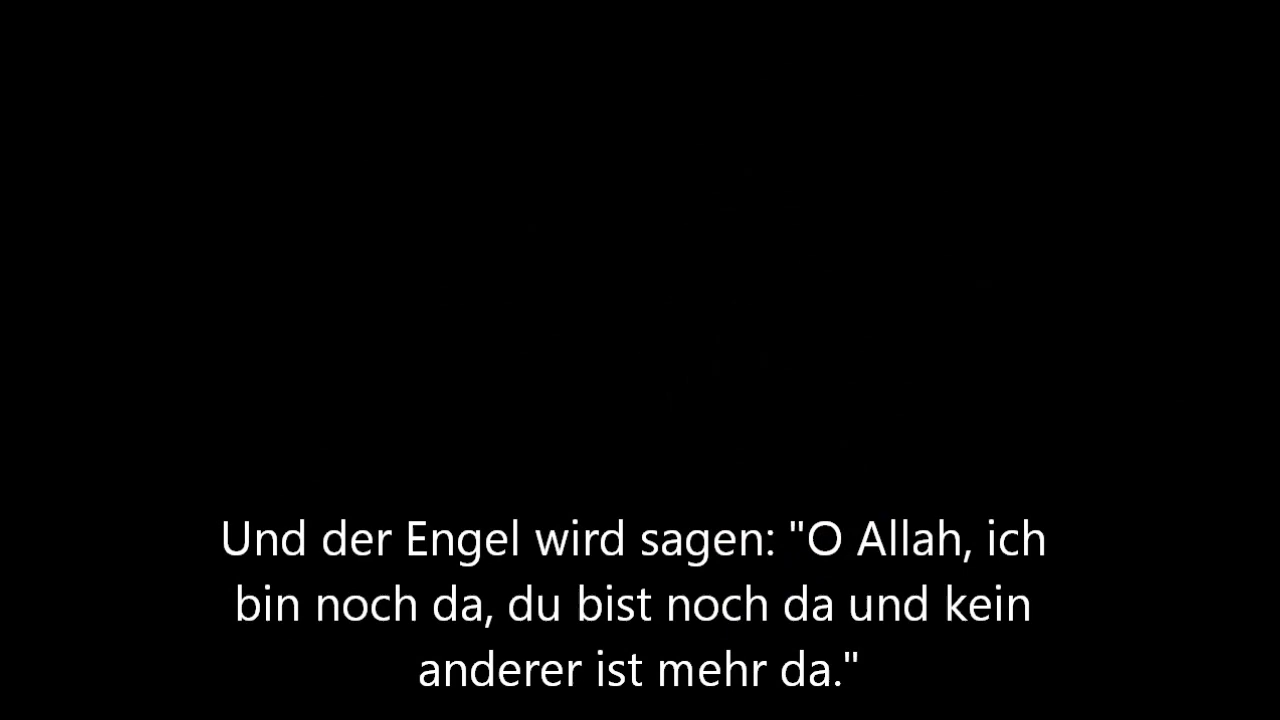 Und der Engel wird sagen: "O Allah, ich
bin noch da, du bist noch da und kein
anderer ist mehr da."